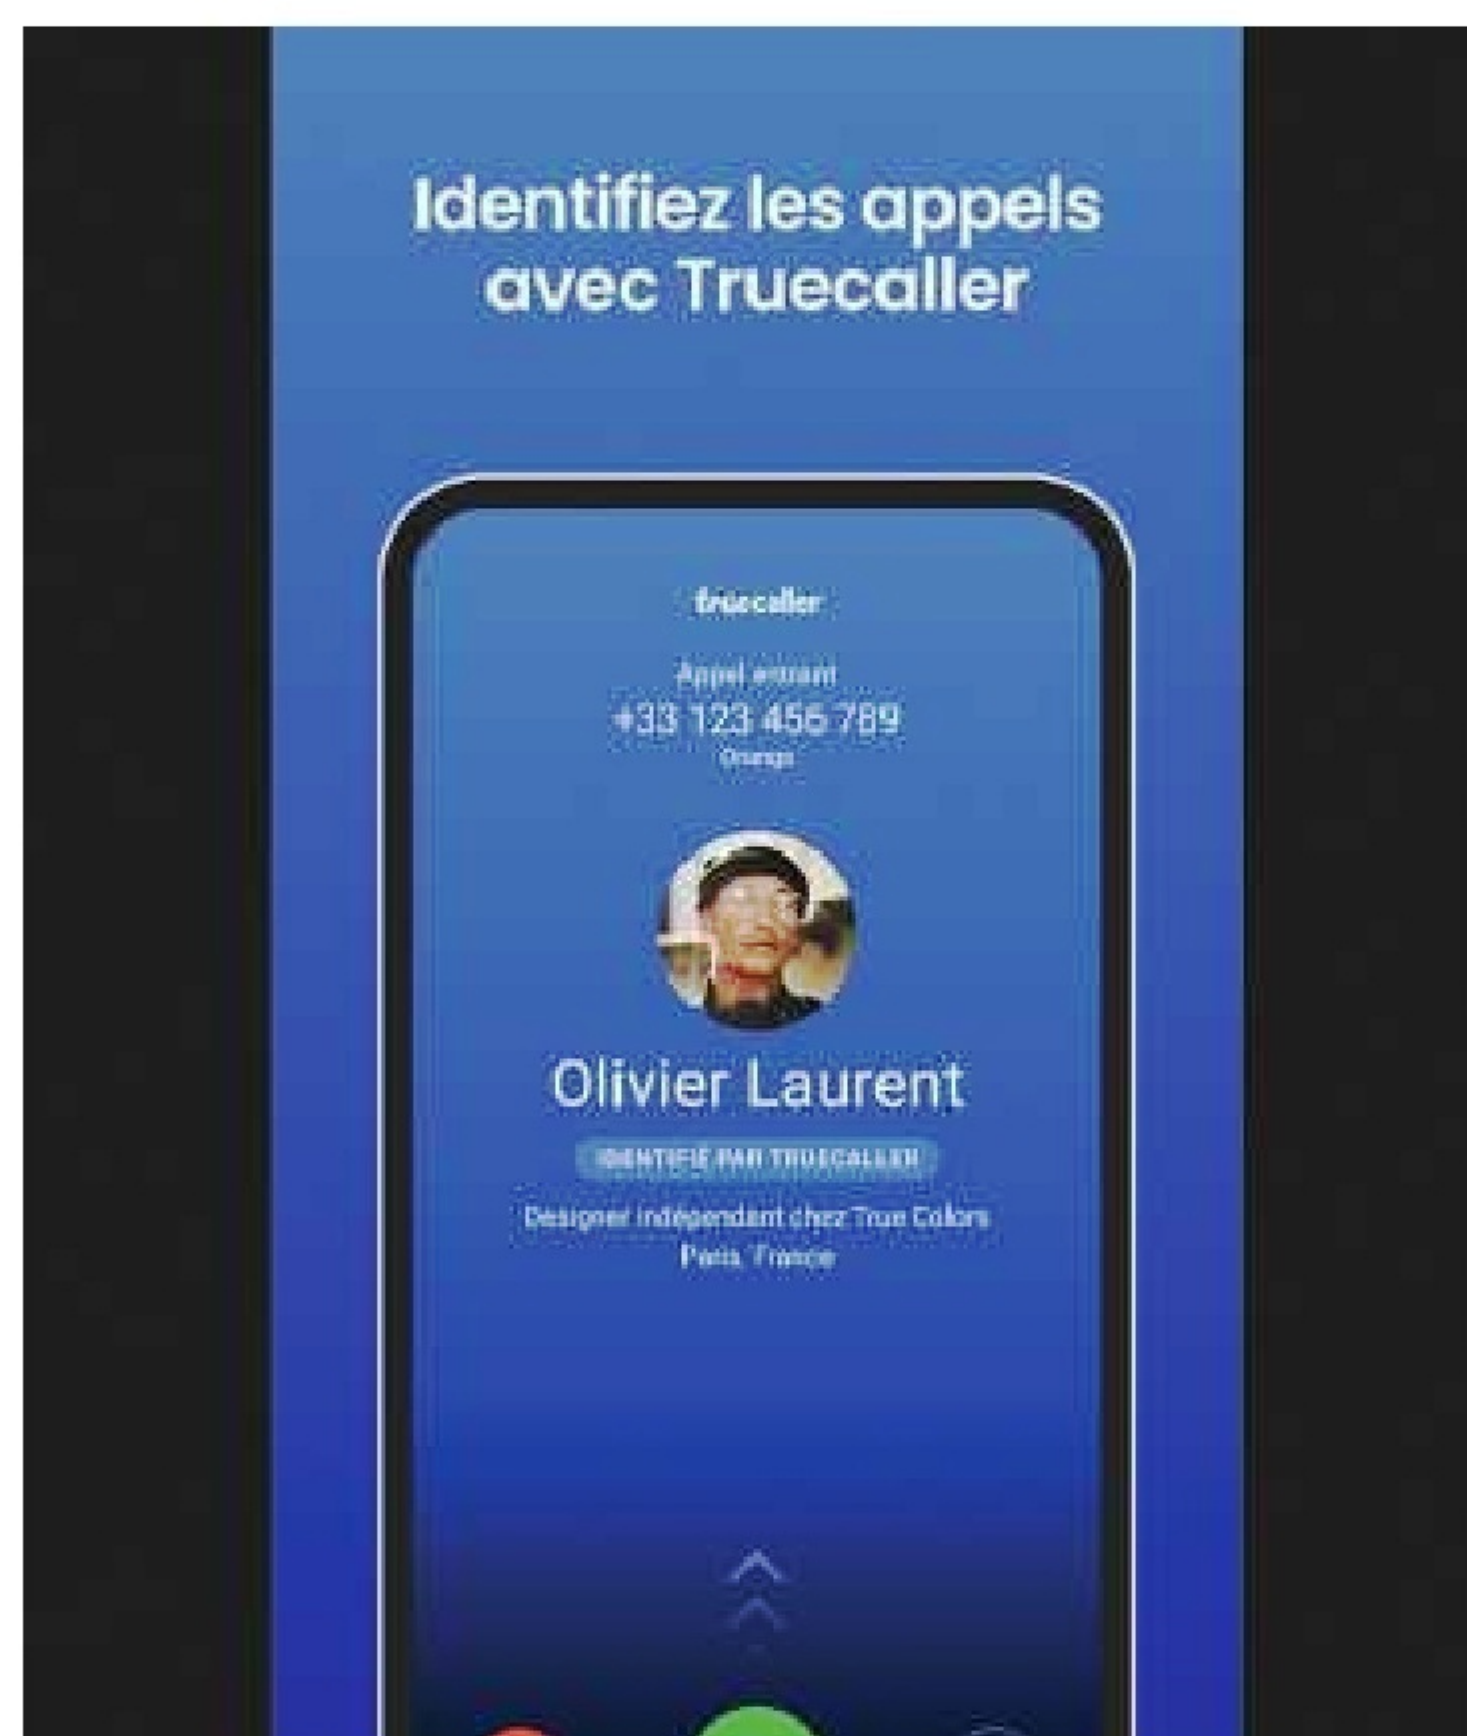 Identifiez les appels
avec Truecaller
truecaller
Appel entrant
+33 123 456 789
Orange
Olivier Laurent
IDENTIFIÉ PAR TRUECALLER
Designer indépendant chez True Colors
Paris, France